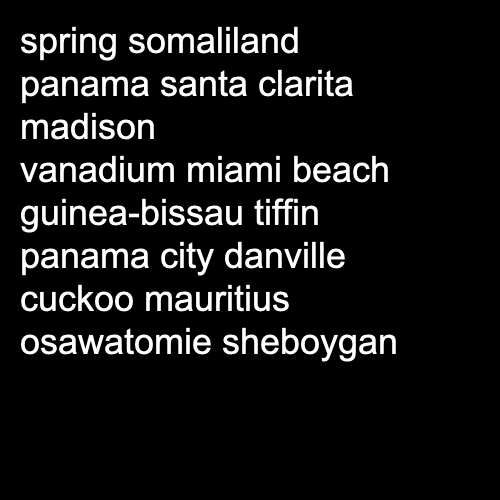 spring somaliland
panama santa clarita
madison
vanadium miami beach
guinea-bissau tiffin
panama city danville
cuckoo mauritius
osawatomie sheboygan